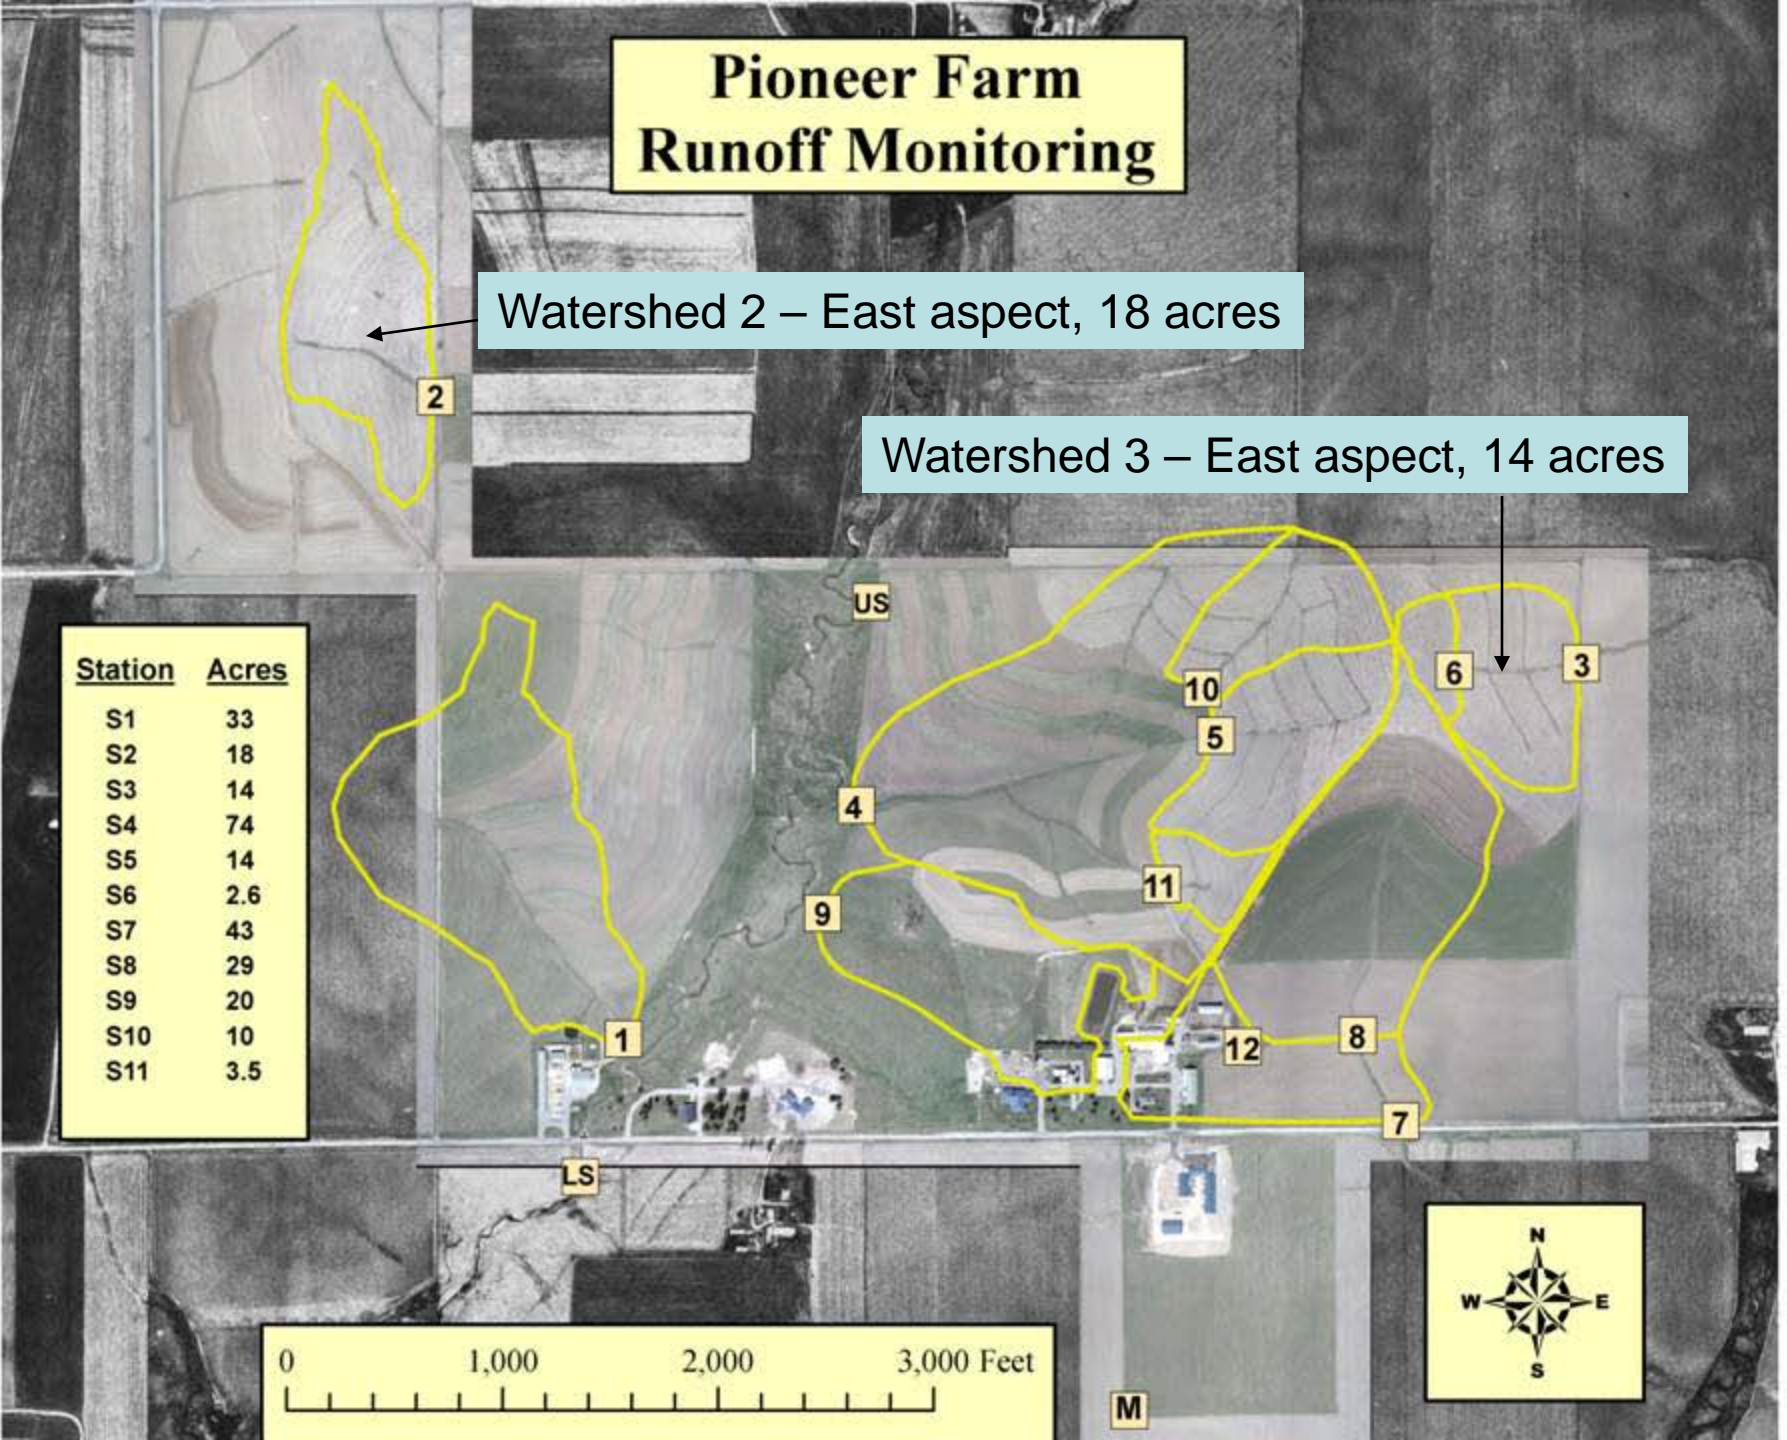 Pioneer Farm
Runoff Monitoring
Watershed 2 – East aspect, 18 acres
2
Watershed 3 – East aspect, 14 acres
US
Station Acres
S1 33
S2 18
S3 14
S4 74
S5 14
S6 2.6
S7 43
S8 29
S9 20
S10 10
S11 3.5
6
3
10
5
4
11
9
1
12
8
7
LS
N
W E
S
0 1,000 2,000 3,000 Feet
M